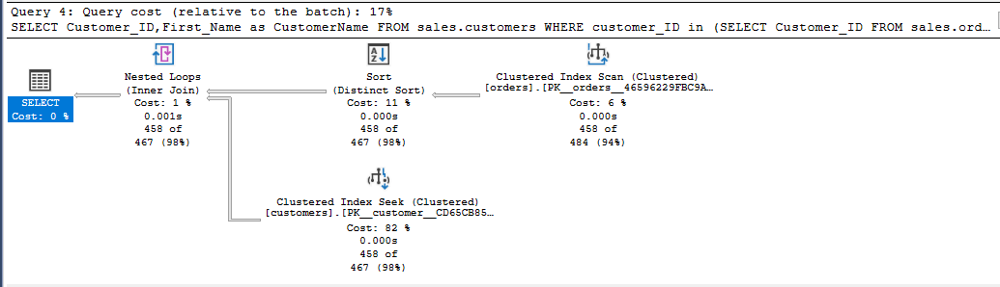 Query 4: Query cost (relative to the batch): 17%
SELECT Customer_ID,First_Name as CustomerName FROM sales.customers WHERE customer_ID in (SELECT Customer_ID FROM sales.ord…
SELECT
Cost: 0 %
Nested Loops
(Inner Join)
Cost: 1 %
0.001s
458 of
467 (98%)
Sort
(Distinct Sort)
Cost: 11 %
0.000s
458 of
467 (98%)
Clustered Index Scan (Clustered)
[orders].[PK__orders__46596229FBC9A…
Cost: 6 %
0.000s
458 of
484 (94%)
Clustered Index Seek (Clustered)
[customers].[PK__customer__CD65CB85…
Cost: 82 %
0.000s
458 of
467 (98%)